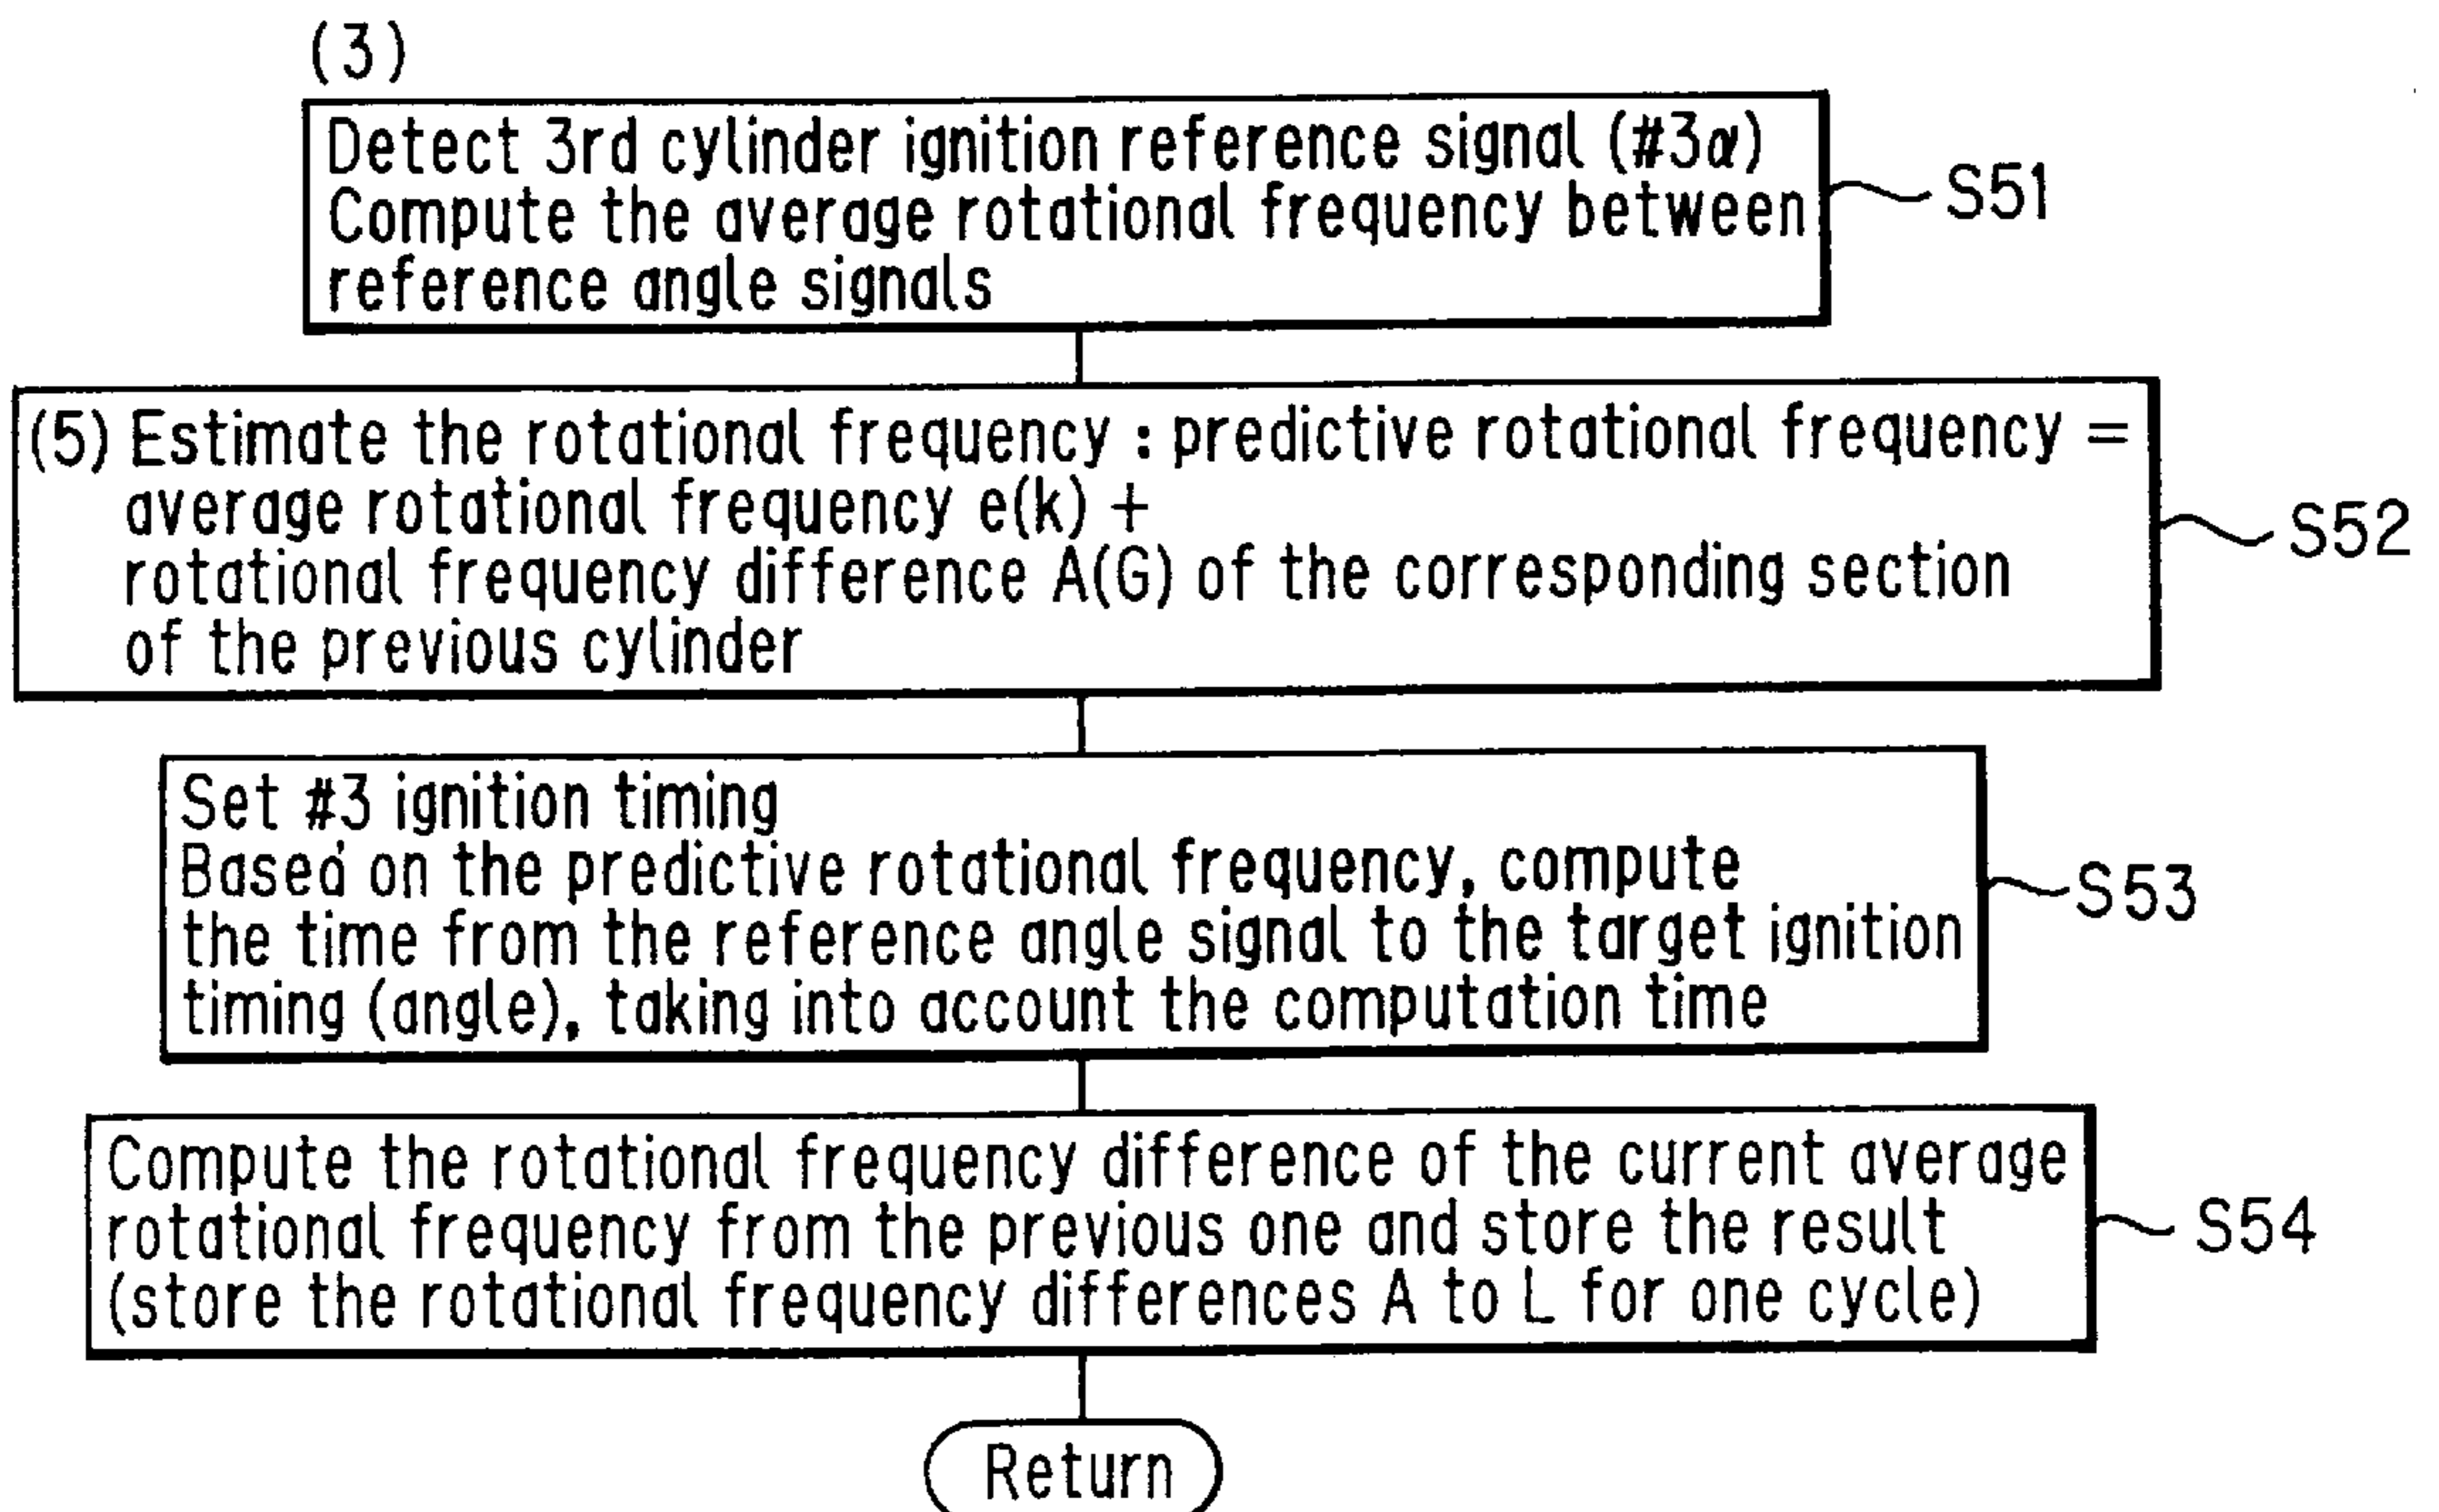 (3)
Detect 3rd cylinder ignition reference signal (#3α)
Compute the average rotational frequency between
reference angle signals
S51
(5) Estimate the rotational frequency : predictive rotational frequency =
average rotational frequency e(k) +
rotational frequency difference A(G) of the corresponding section
of the previous cylinder
S52
Set #3 ignition timing
Based on the predictive rotational frequency, compute
the time from the reference angle signal to the target ignition
timing (angle), taking into account the computation time
S53
Compute the rotational frequency difference of the current average
rotational frequency from the previous one and store the result
(store the rotational frequency differences A to L for one cycle)
S54
Return